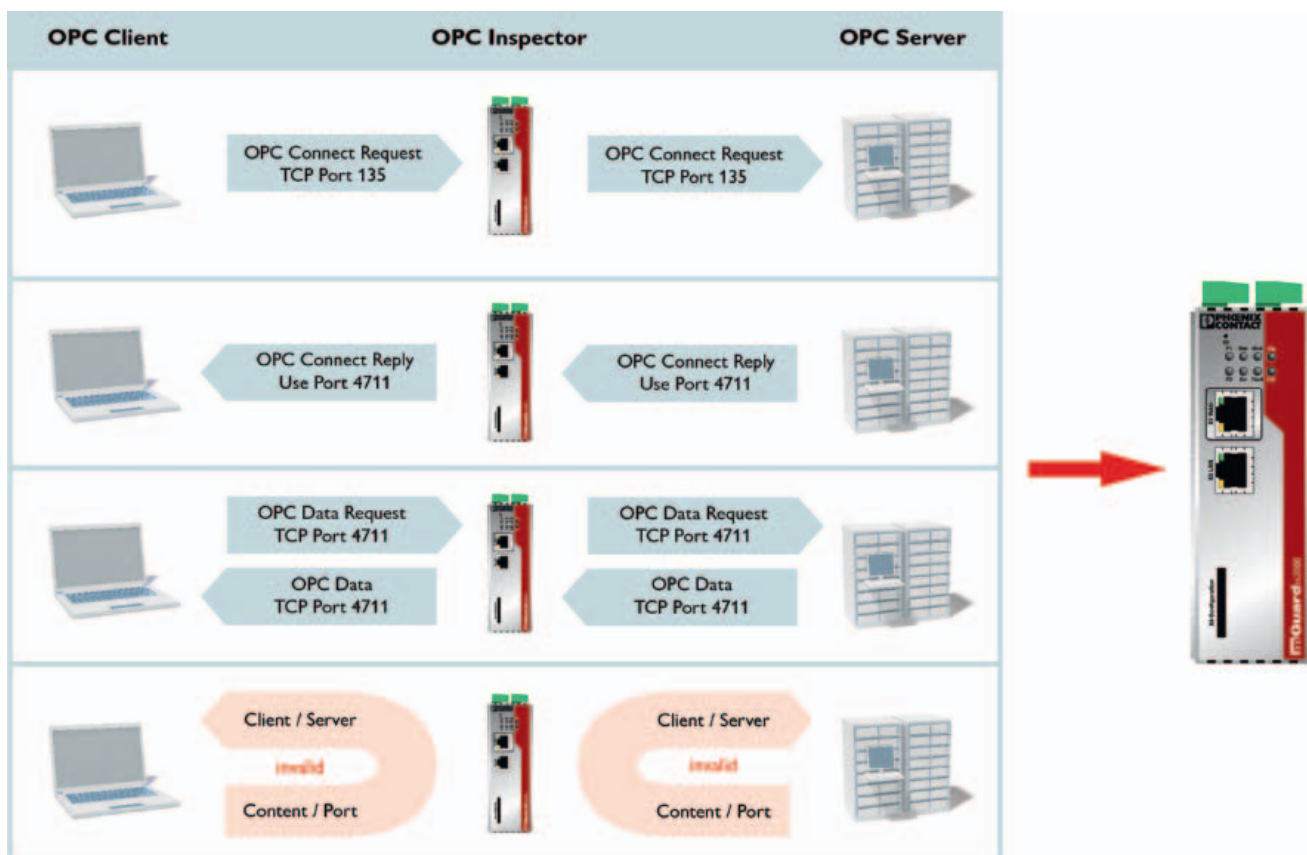 OPC Client
OPC Inspector
OPC Server
OPC Connect Request
TCP Port 135
OPC Connect Request
TCP Port 135
OPC Connect Reply
Use Port 4711
OPC Connect Reply
Use Port 4711
OPC Data Request
TCP Port 4711
OPC Data Request
TCP Port 4711
OPC Data
TCP Port 4711
OPC Data
TCP Port 4711
Client / Server
invalid
Content / Port
Client / Server
invalid
Content / Port
PHŒNIX
CONTACT
mGuard